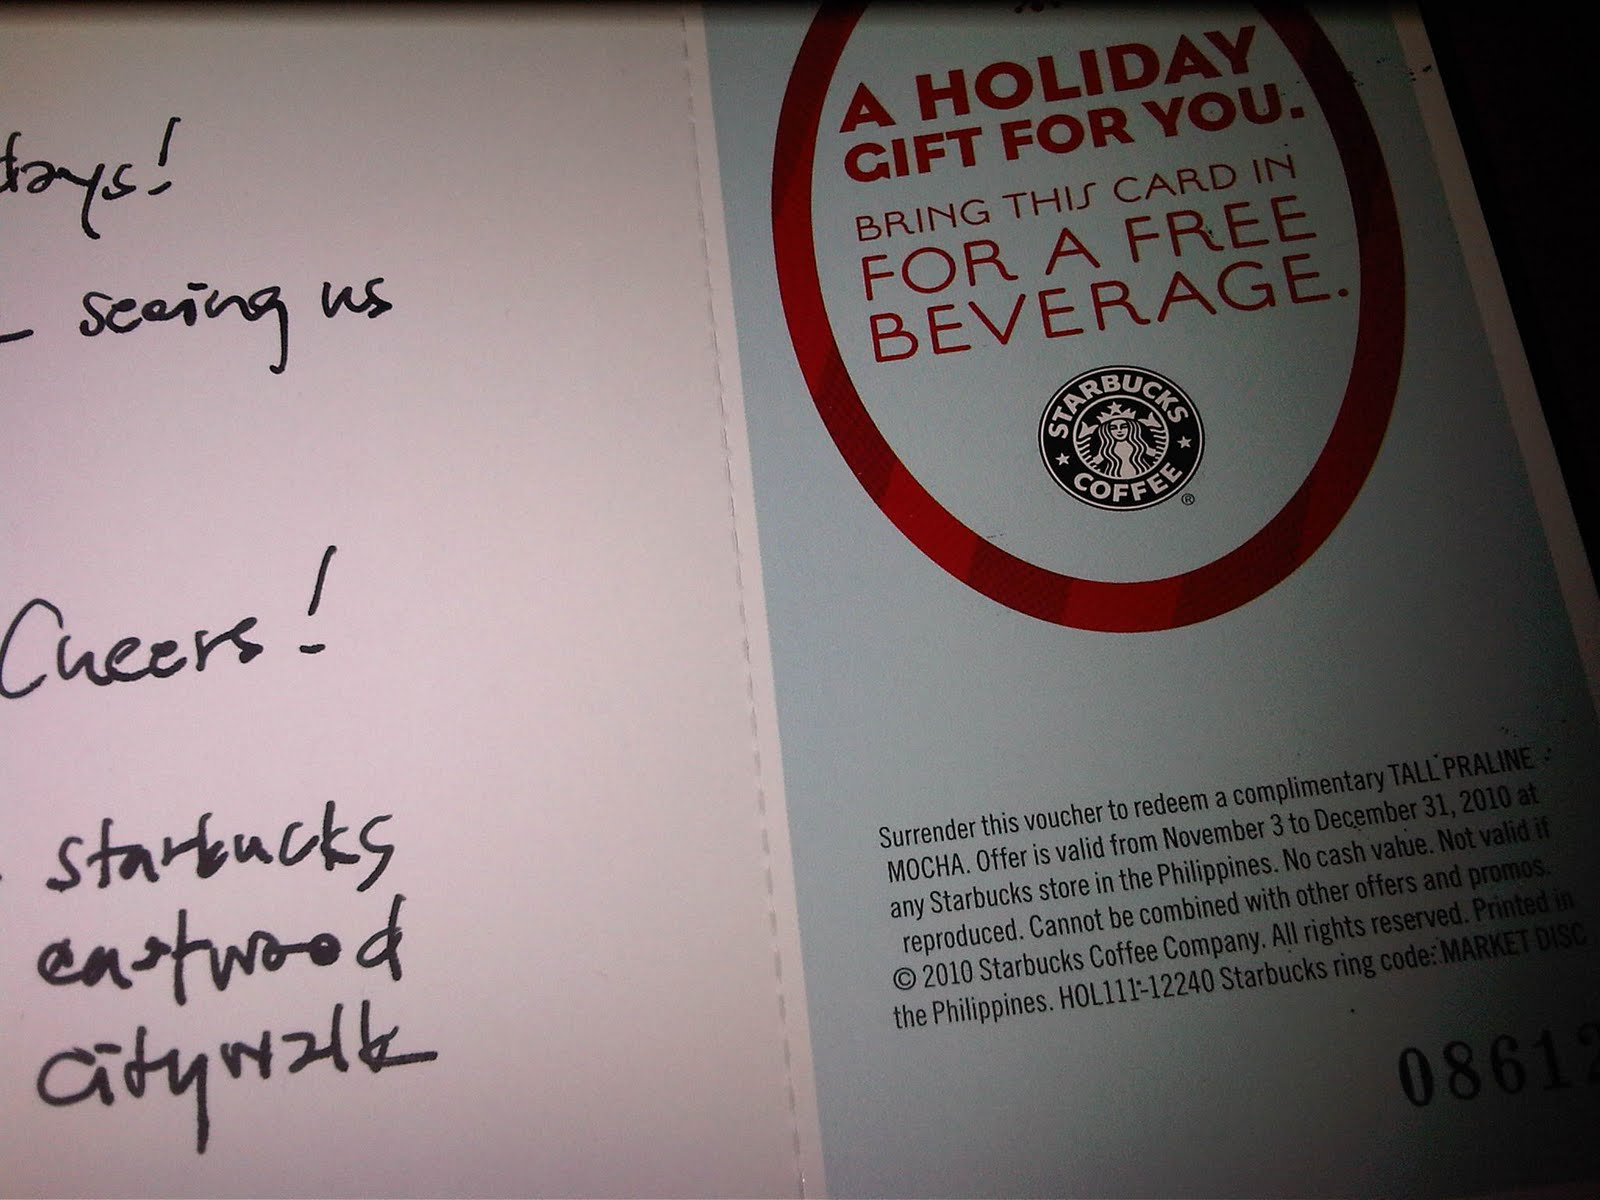 days!
seeing us
Cheers!
starbucks
eastwood
citywalk
A HOLIDAY
GIFT FOR YOU.
BRING THIS CARD IN
FOR A FREE
BEVERAGE.
STARBUCKS
COFFEE
®
Surrender this voucher to redeem a complimentary TALL PRALINE
MOCHA. Offer is valid from November 3 to December 31, 2010 at
any Starbucks store in the Philippines. No cash value. Not valid if
reproduced. Cannot be combined with other offers and promos.
© 2010 Starbucks Coffee Company. All rights reserved. Printed in
the Philippines. HOL111-12240 Starbucks ring code: MARKET DISC
08612